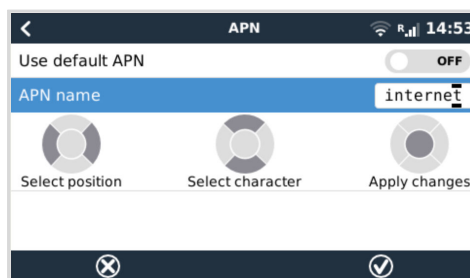 APN R 14:53
Use default APN OFF
APN name internet
Select position Select character Apply changes